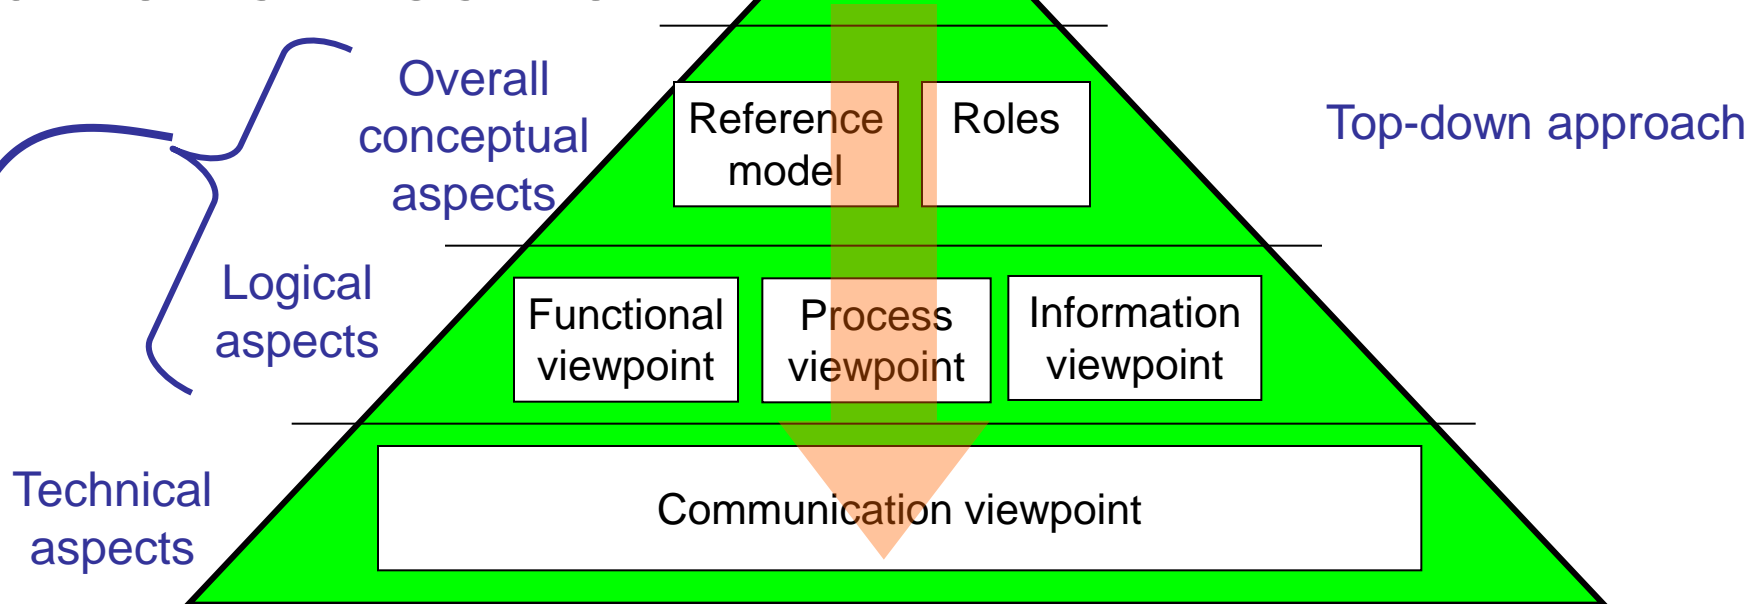 Overall
conceptual
aspects
Reference
model
Roles
Top-down approach
Logical
aspects
Functional
viewpoint
Process
viewpoint
Information
viewpoint
Technical
aspects
Communication viewpoint